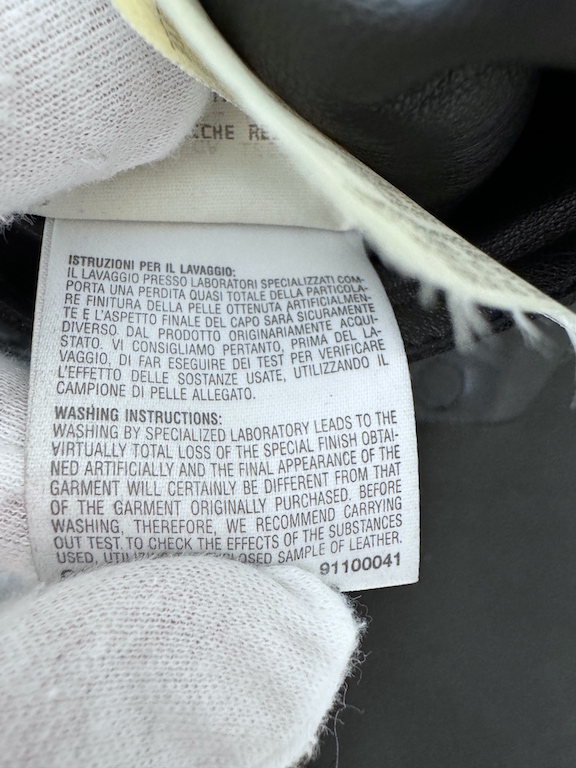 ISTRUZIONI PER IL LAVAGGIO:
IL LAVAGGIO PRESSO LABORATORI SPECIALIZZATI COM-
PORTA UNA PERDITA QUASI TOTALE DELLA PARTICOLA-
RE FINITURA DELLA PELLE OTTENUTA ARTIFICIALMEN-
TE E L'ASPETTO FINALE DEL CAPO SARÁ SICURAMENTE
DIVERSO DAL PRODOTTO ORIGINARIAMENTE ACQUI-
STATO. VI CONSIGLIAMO PERTANTO, PRIMA DEL LA-
VAGGIO, DI FAR ESEGUIRE DEI TEST PER VERIFICARE
L'EFFETTO DELLE SOSTANZE USATE, UTILIZZANDO IL
CAMPIONE DI PELLE ALLEGATO.
WASHING INSTRUCTIONS:
WASHING BY SPECIALIZED LABORATORY LEADS TO THE
VIRTUALLY TOTAL LOSS OF THE SPECIAL FINISH OBTAI-
NED ARTIFICIALLY AND THE FINAL APPEARANCE OF THE
GARMENT WILL CERTAINLY BE DIFFERENT FROM THAT
OF THE GARMENT ORIGINALLY PURCHASED. BEFORE
WASHING, THEREFORE, WE RECOMMEND CARRYING
OUT TEST TO CHECK THE EFFECTS OF THE SUBSTANCES
USED, SAMPLE OF LEATHER.
91100041